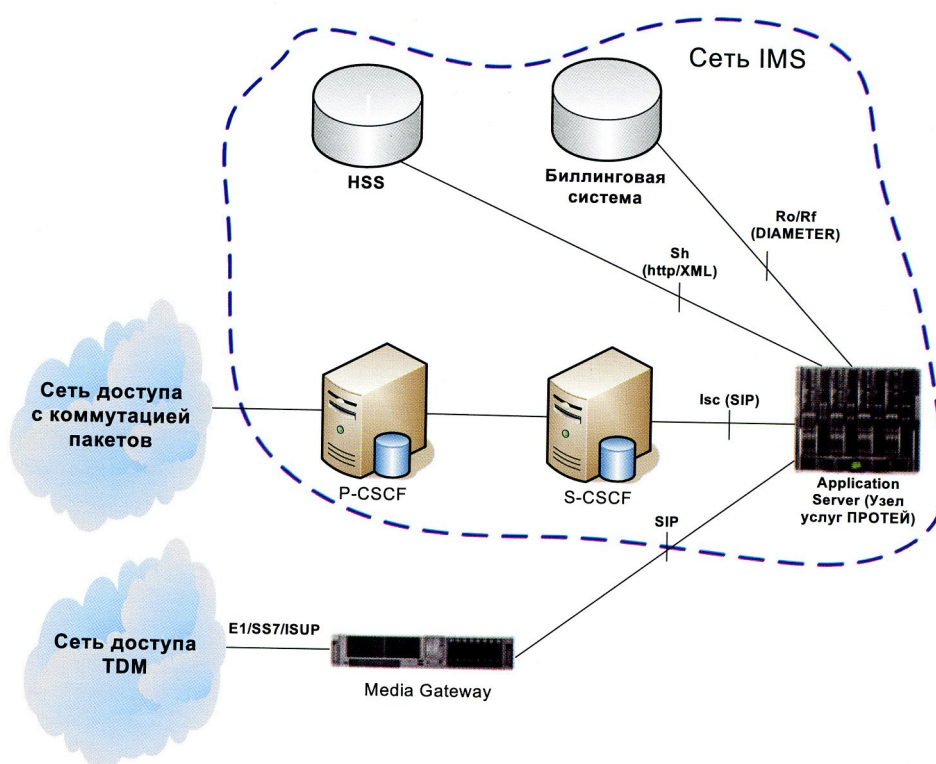 Сеть IMS
HSS
Биллинговая
система
Ro/Rf
(DIAMETER)
Sh
(http/XML)
Сеть доступа
с коммутацией
пакетов
Isc (SIP)
P-CSCF
S-CSCF
Application
Server (Узел
услуг ПРОТЕЙ)
SIP
E1/SS7/ISUP
Сеть доступа
TDM
Media Gateway